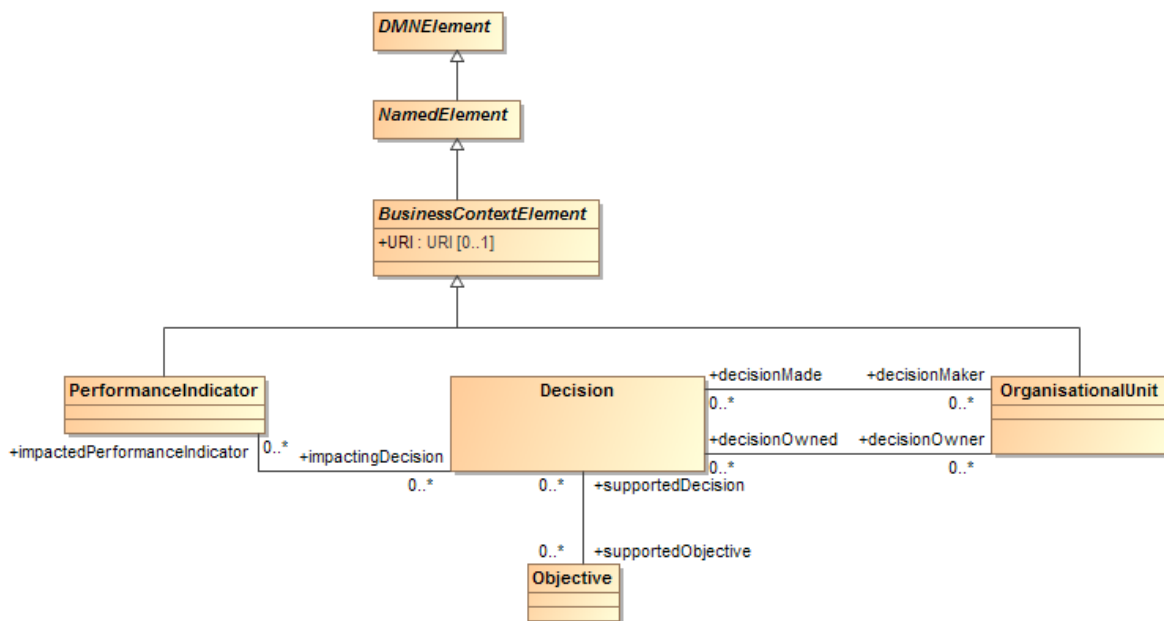 DMNElement
NamedElement
BusinessContextElement
+URI : URI [0..1]
PerformanceIndicator
Decision
+decisionMade
+decisionMaker
OrganisationalUnit
0..*
0..*
+impactedPerformanceIndicator
0..*
+impactingDecision
+decisionOwned
+decisionOwner
0..*
0..*
0..*
0..*
+supportedDecision
0..*
+supportedObjective
Objective